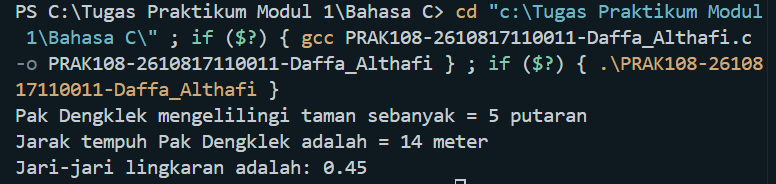 PS C:\Tugas Praktikum Modul 1\Bahasa C> cd "c:\Tugas Praktikum Modul
1\Bahasa C\" ; if ($?) { gcc PRAK108-2610817110011-Daffa_Althafi.c
-o PRAK108-2610817110011-Daffa_Althafi } ; if ($?) { .\PRAK108-26108
17110011-Daffa_Althafi }
Pak Dengklek mengelilingi taman sebanyak = 5 putaran
Jarak tempuh Pak Dengklek adalah = 14 meter
Jari-jari lingkaran adalah: 0.45